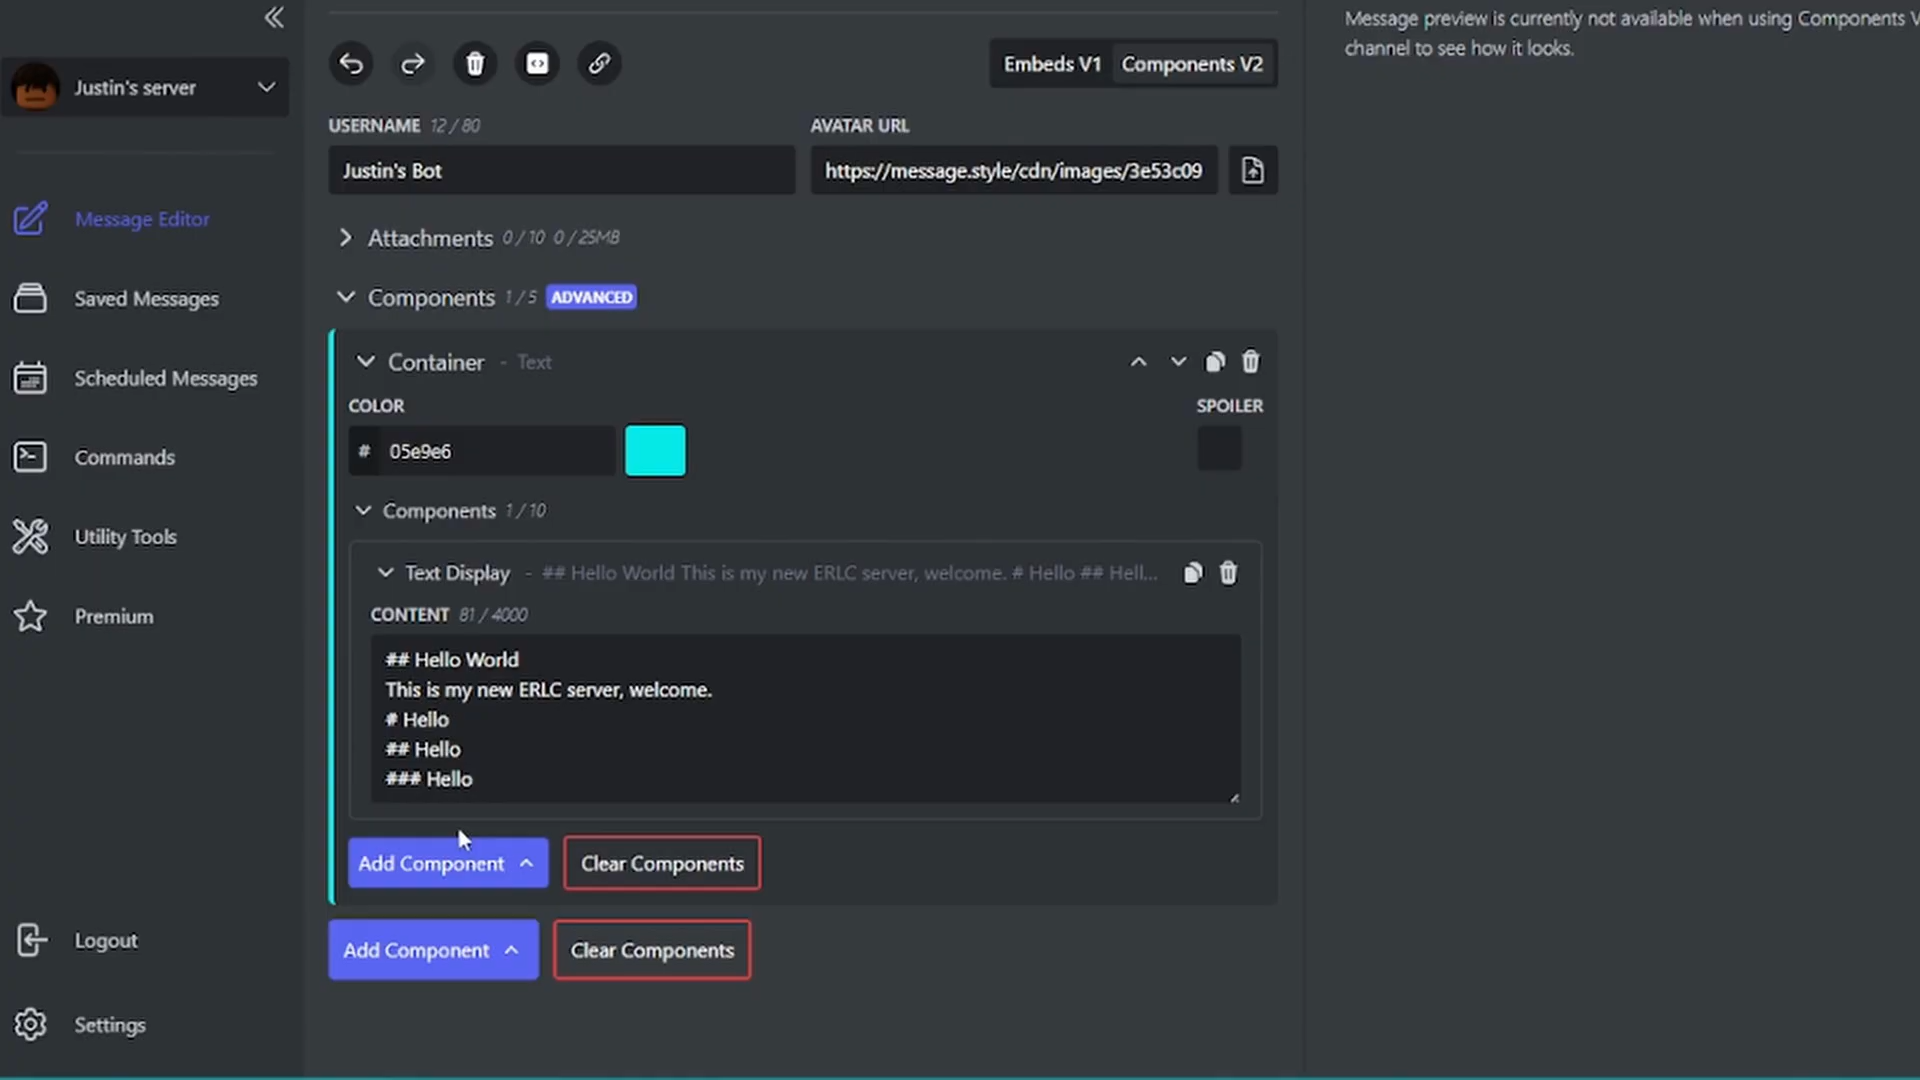 Justin's server
Message Editor
Saved Messages
Scheduled Messages
Commands
Utility Tools
Premium
Logout
Settings
Embeds V1
Components V2
USERNAME 12 / 80
Justin's Bot
AVATAR URL
https://message.style/cdn/images/3e53c09
Attachments 0 / 10 0 / 25MB
Components 1 / 5 ADVANCED
Container - Text
COLOR
# 05e9e6
SPOILER
Components 1 / 10
Text Display - ## Hello World This is my new ERLC server, welcome. # Hello ## Hell...
CONTENT 81 / 4000
## Hello World
This is my new ERLC server, welcome.
# Hello
## Hello
### Hello
Add Component
Clear Components
Add Component
Clear Components
Message preview is currently not available when using Components V
channel to see how it looks.